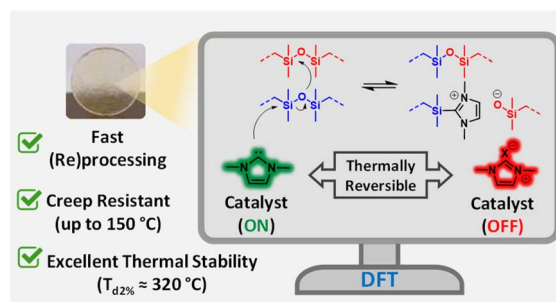 Fast
(Re)processing
Creep Resistant
(up to 150 °C)
Excellent Thermal Stability
(Td2% ≈ 320 °C)
Si O Si
Si O Si
Si O Si
Si N ⊕ N ⊖ O Si
N N
Catalyst
(ON)
Thermally
Reversible
X ⊖
N N ⊕
Catalyst
(OFF)
DFT